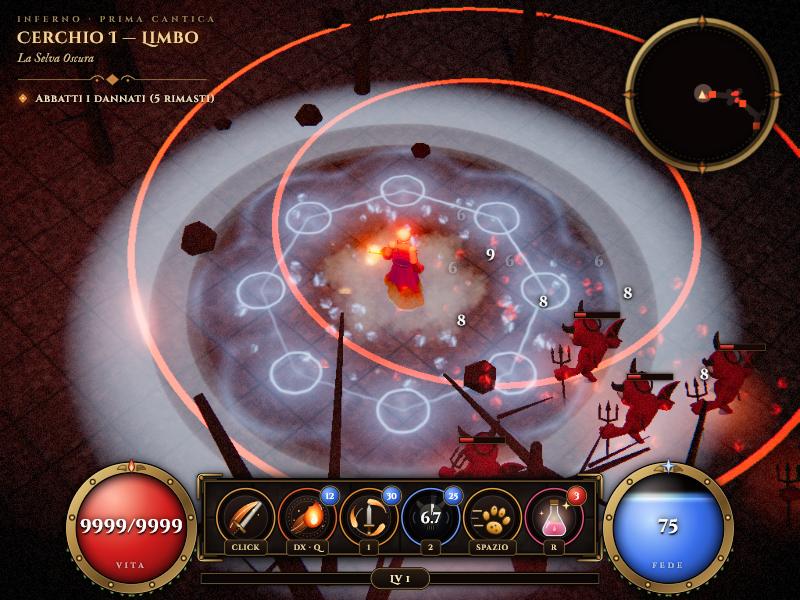 INFERNO · PRIMA CANTICA
CERCHIO I — LIMBO
La Selva Oscura
ABBATTI I DANNATI (5 RIMASTI)
6
9
6
6
6
8
8
8
8
9999/9999
VITA
12
30
25
3
6.7
CLICK
DX · Q
1
2
SPAZIO
R
75
FEDE
LV 1